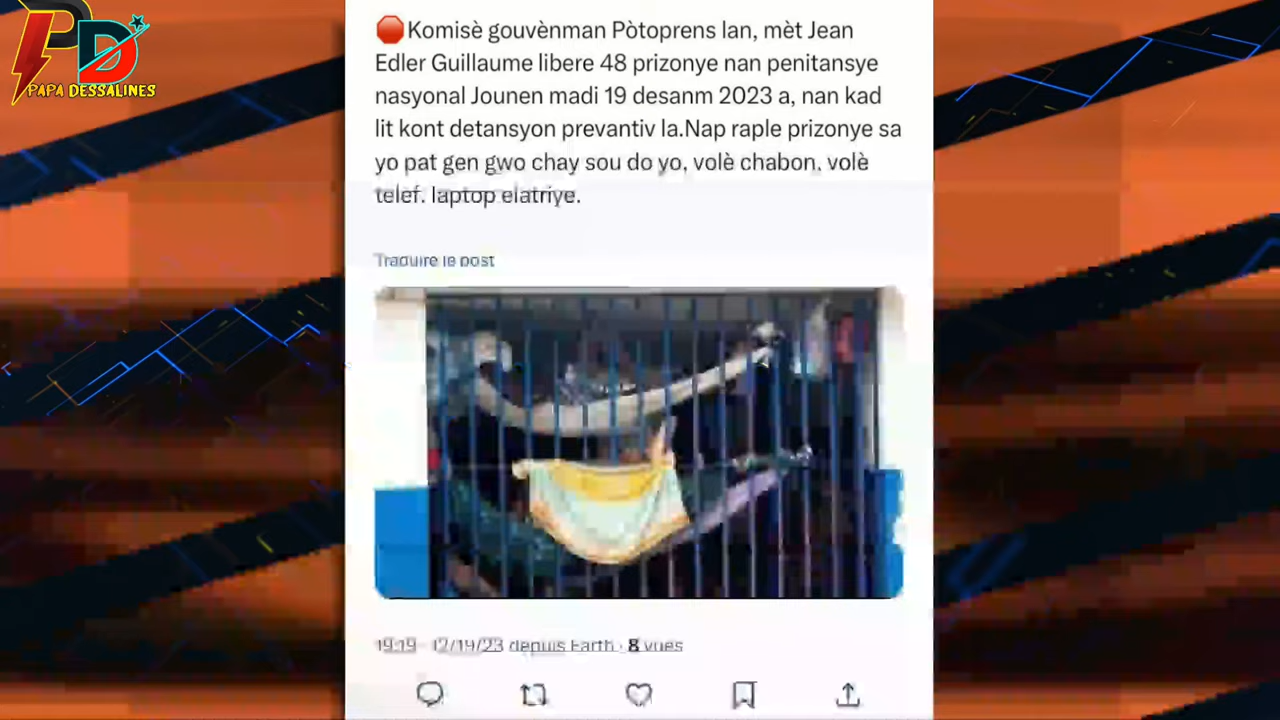 PD
PAPA DESSALINES
🛑Komisè gouvènman Pòtoprens lan, mèt Jean
Edler Guillaume libere 48 prizonye nan penitansye
nasyonal Jounen madi 19 desanm 2023 a, nan kad
lit kont detansyon prevantiv la.Nap raple prizonye sa
yo pat gen gwo chay sou do yo, volè chabon, volè
telef. laptop elatriye.
Traduire le post
19:19 · 12/19/23 depuis Earth · 8 vues